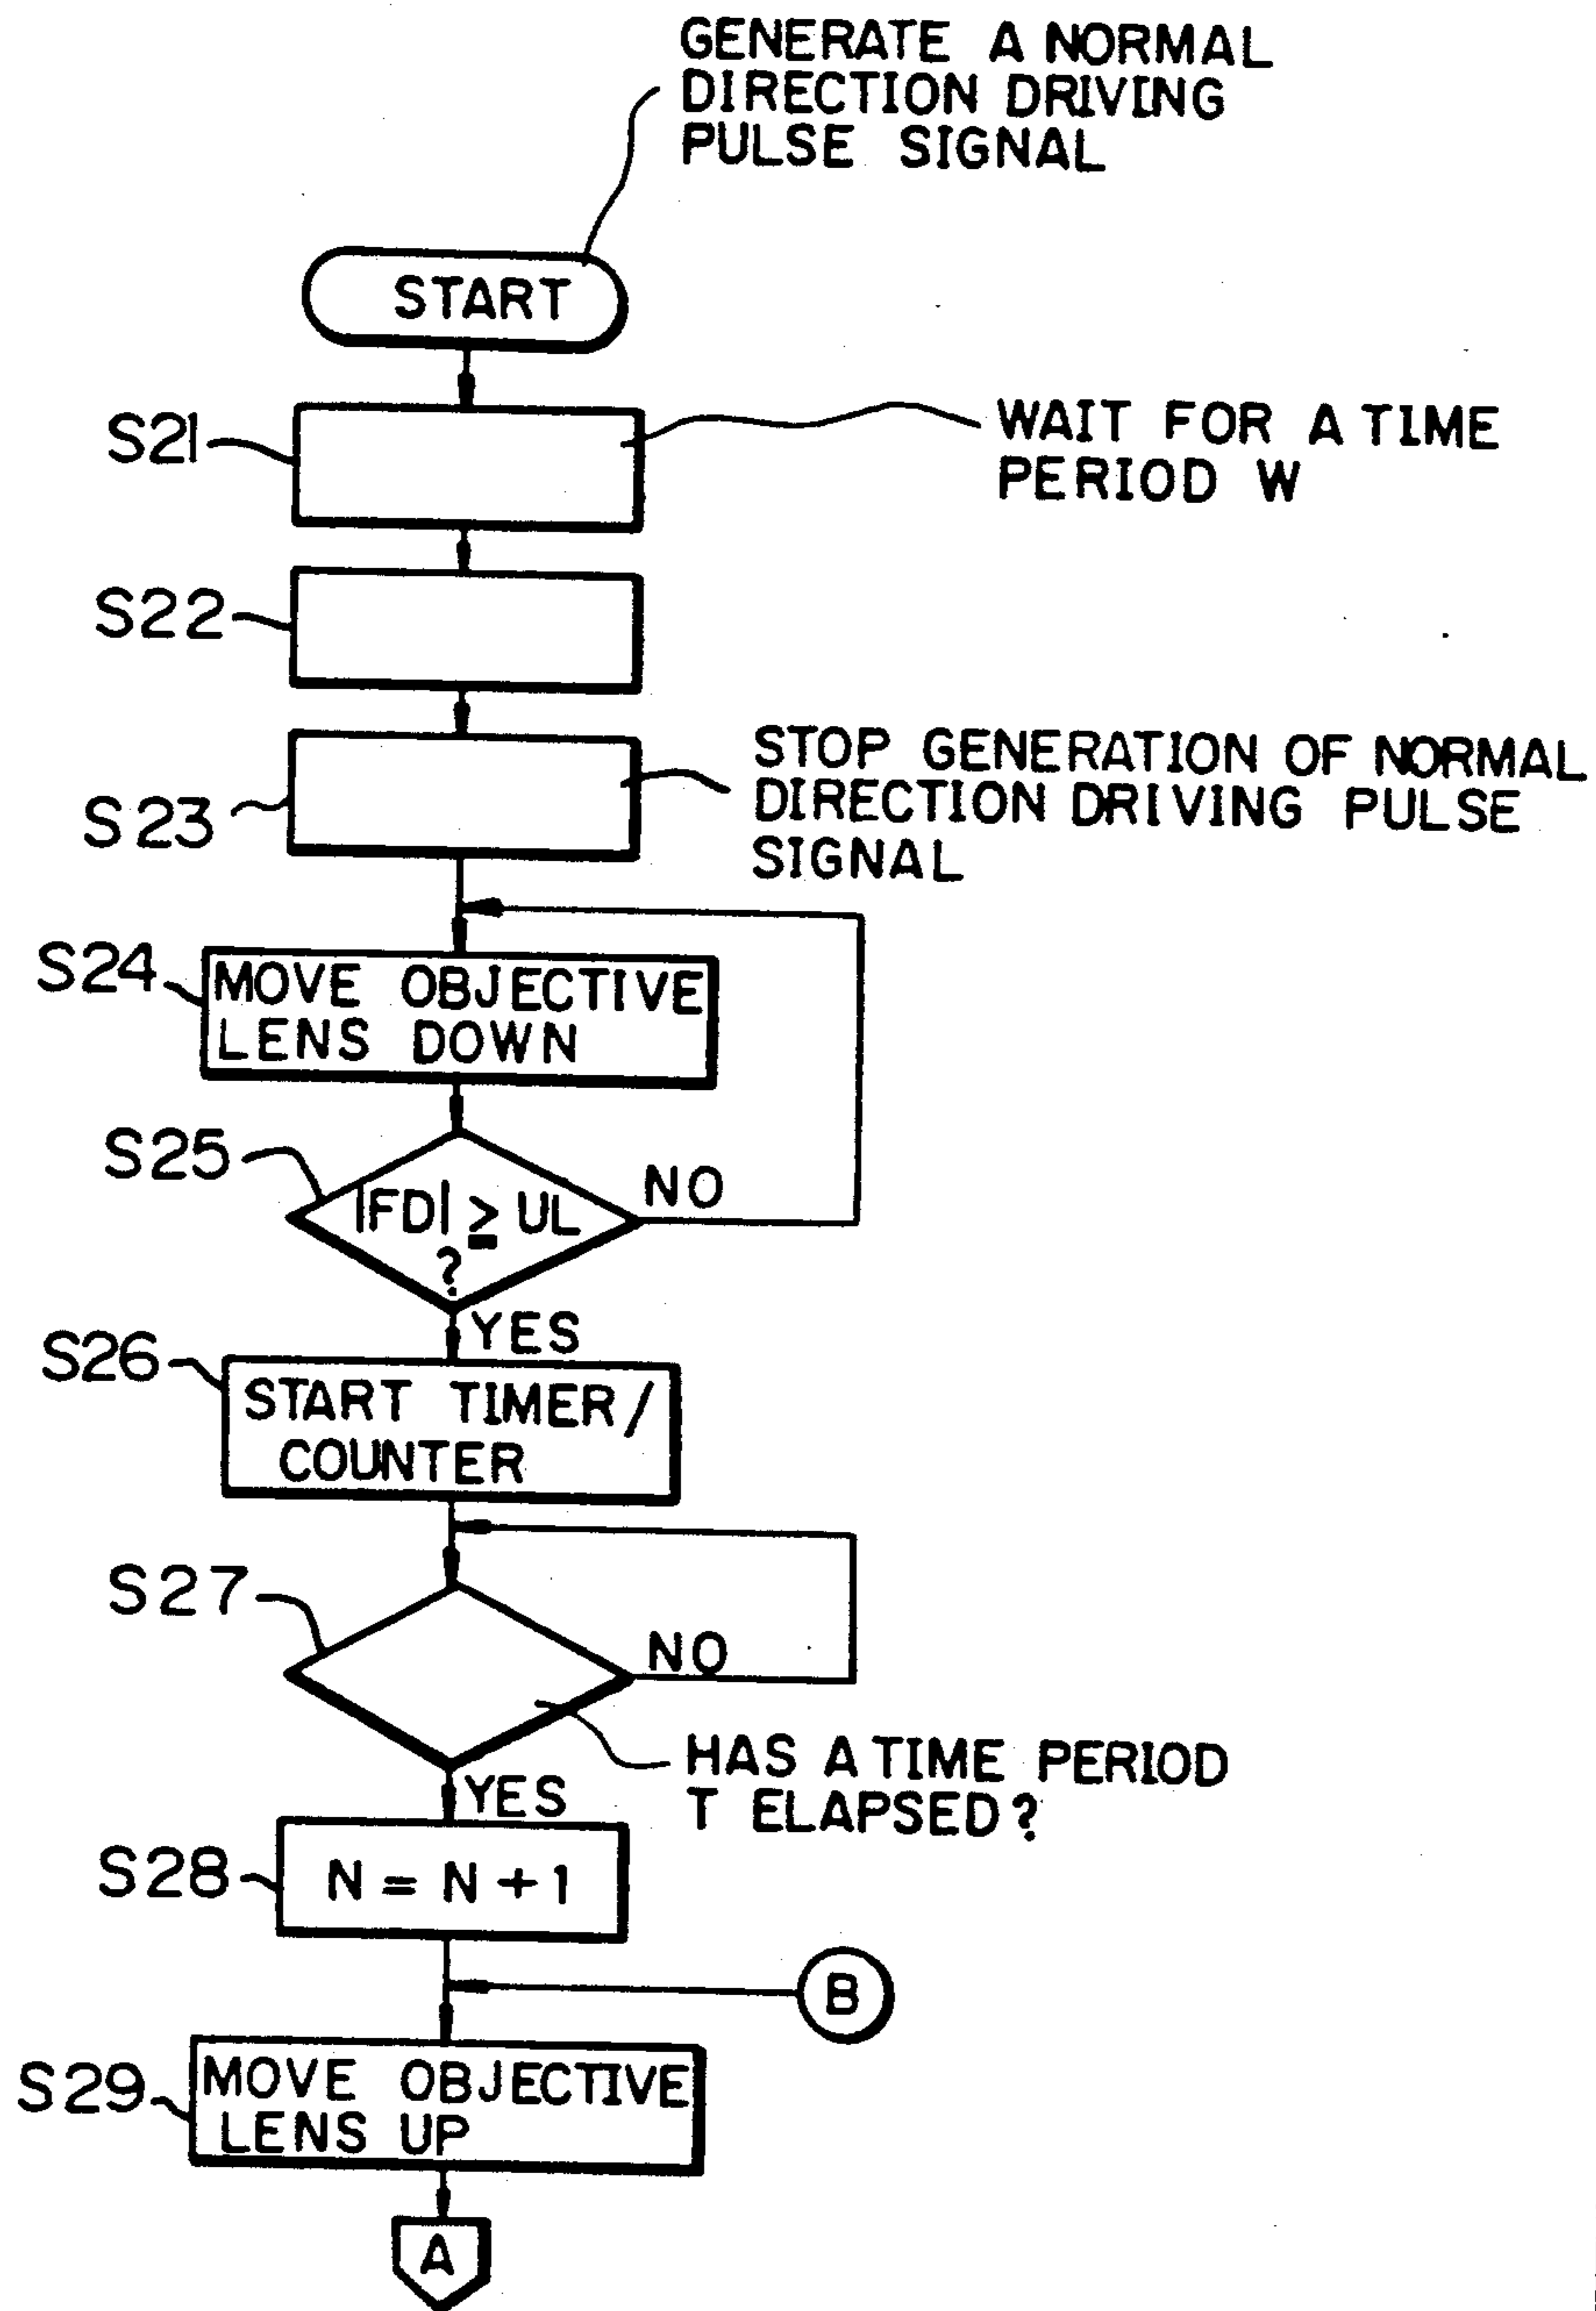 GENERATE A NORMAL
DIRECTION DRIVING
PULSE SIGNAL
START
S21
WAIT FOR A TIME
PERIOD W
S22
S23
STOP GENERATION OF NORMAL
DIRECTION DRIVING PULSE
SIGNAL
S24
MOVE OBJECTIVE
LENS DOWN
S25
|FD| ≥ UL
?
NO
YES
S26
START TIMER/
COUNTER
S27
NO
HAS A TIME PERIOD
T ELAPSED?
YES
S28
N = N + 1
B
S29
MOVE OBJECTIVE
LENS UP
A